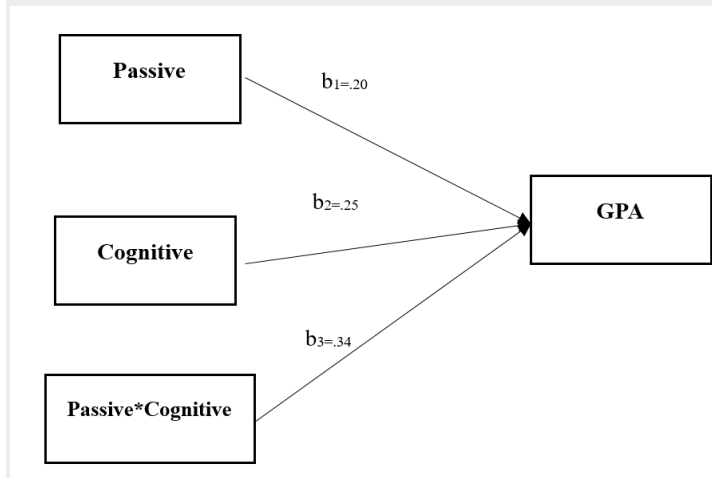 Passive
b1=.20
b2=.25
GPA
Cognitive
b3=.34
Passive*Cognitive